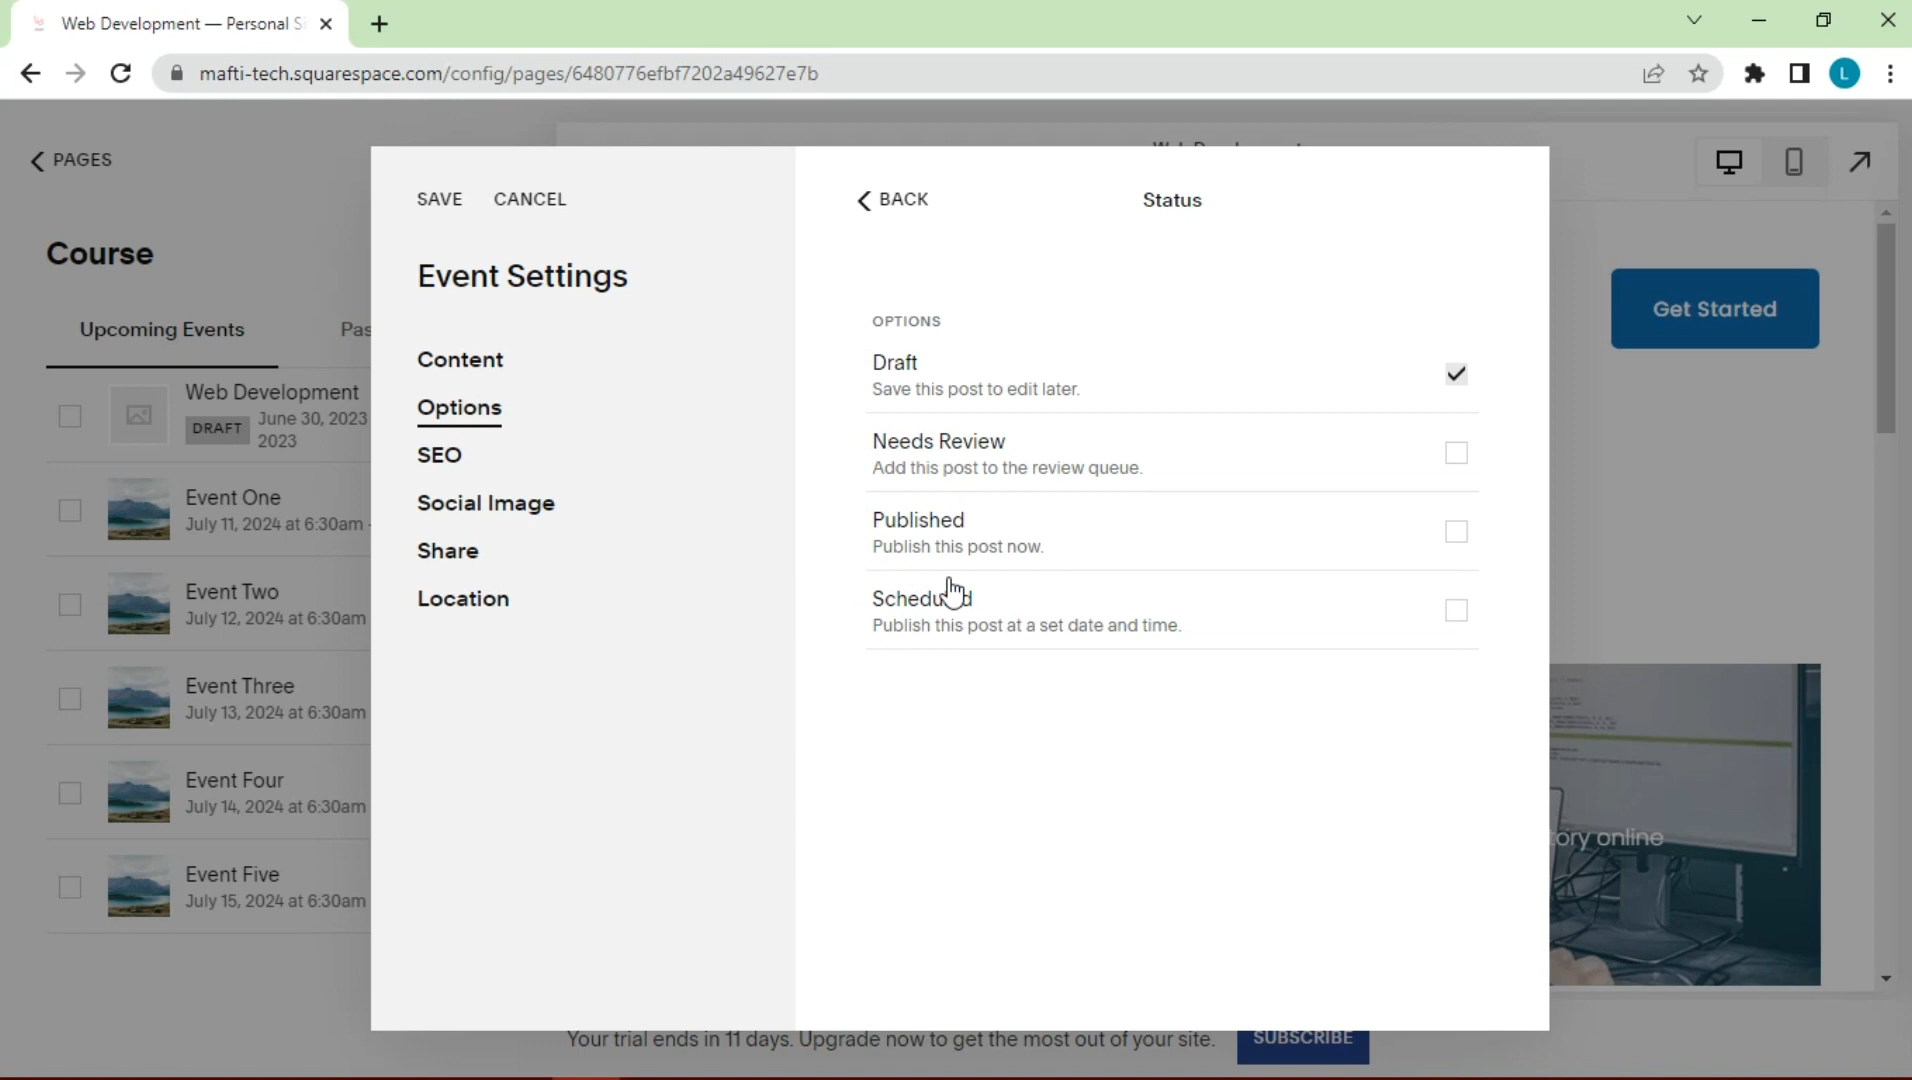 Web Development — Personal Si
mafti-tech.squarespace.com/config/pages/6480776efbf7202a49627e7b
L
PAGES
Course
Upcoming Events
Pas
Web Development
DRAFT
June 30, 2023
2023
Event One
July 11, 2024 at 6:30am -
Event Two
July 12, 2024 at 6:30am
Event Three
July 13, 2024 at 6:30am
Event Four
July 14, 2024 at 6:30am
Event Five
July 15, 2024 at 6:30am
SAVE CANCEL
Event Settings
Content
Options
SEO
Social Image
Share
Location
BACK
Status
OPTIONS
Draft
Save this post to edit later.
Needs Review
Add this post to the review queue.
Published
Publish this post now.
Scheduled
Publish this post at a set date and time.
Get Started
tory online
Your trial ends in 11 days. Upgrade now to get the most out of your site.
SUBSCRIBE